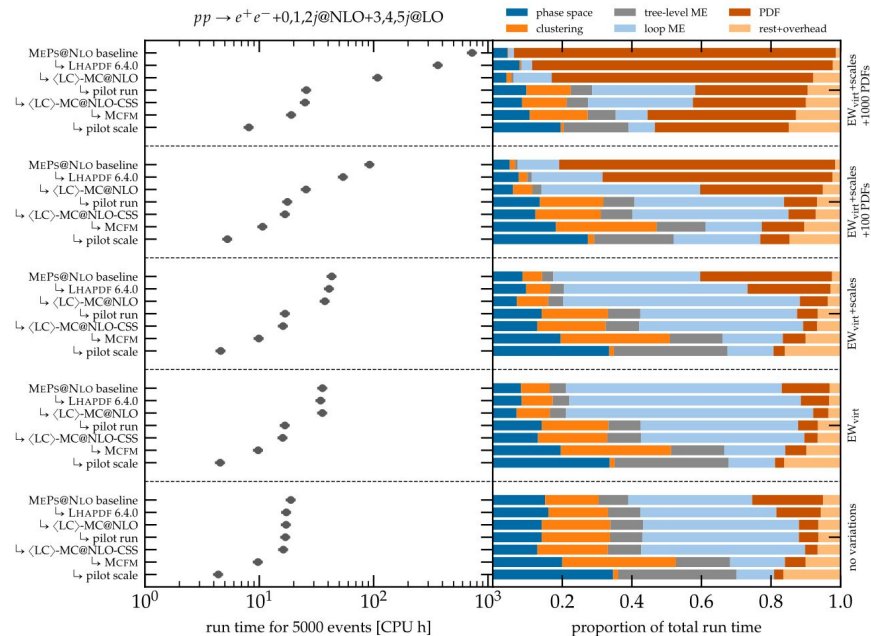 pp → e⁺e⁻+0,1,2j@NLO+3,4,5j@LO
phase space
tree-level ME
PDF
clustering
loop ME
rest+overhead
MEPS@NLO baseline
↳ LHAPDF 6.4.0
↳ ⟨LC⟩-MC@NLO
↳ pilot run
↳ ⟨LC⟩-MC@NLO-CSS
↳ MCFM
↳ pilot scale
EW_virt+scales
+1000 PDFs
MEPS@NLO baseline
↳ LHAPDF 6.4.0
↳ ⟨LC⟩-MC@NLO
↳ pilot run
↳ ⟨LC⟩-MC@NLO-CSS
↳ MCFM
↳ pilot scale
EW_virt+scales
+100 PDFs
MEPS@NLO baseline
↳ LHAPDF 6.4.0
↳ ⟨LC⟩-MC@NLO
↳ pilot run
↳ ⟨LC⟩-MC@NLO-CSS
↳ MCFM
↳ pilot scale
EW_virt+scales
MEPS@NLO baseline
↳ LHAPDF 6.4.0
↳ ⟨LC⟩-MC@NLO
↳ pilot run
↳ ⟨LC⟩-MC@NLO-CSS
↳ MCFM
↳ pilot scale
EW_virt
MEPS@NLO baseline
↳ LHAPDF 6.4.0
↳ ⟨LC⟩-MC@NLO
↳ pilot run
↳ ⟨LC⟩-MC@NLO-CSS
↳ MCFM
↳ pilot scale
no variations
10⁰ 10¹ 10² 10³ 0.2 0.4 0.6 0.8 1.0
run time for 5000 events [CPU h]
proportion of total run time